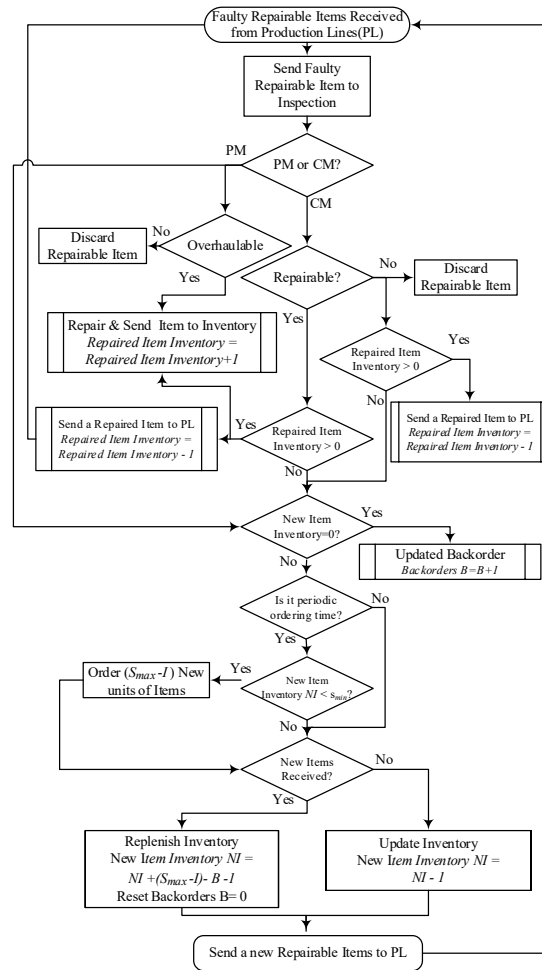 Faulty Repairable Items Received
from Production Lines(PL)
Send Faulty
Repairable Item to
Inspection
PM
PM or CM?
CM
No
Overhaulable
Discard
Repairable Item
Yes
Repairable?
No
Discard
Repairable Item
Yes
Repair & Send Item to Inventory
Repaired Item Inventory =
Repaired Item Inventory+1
Repaired Item
Inventory > 0
Yes
No
Send a Repaired Item to PL
Repaired Item Inventory =
Repaired Item Inventory
- 1
Yes
Repaired Item
Inventory > 0
Send a Repaired Item to PL
Repaired Item Inventory =
Repaired Item Inventory - 1
No
New Item
Inventory=0?
Yes
Updated Backorder
Backorders B=B+1
No
Is it periodic
ordering time?
No
Yes
Order (Smax-I) New
units of Items
Yes
New Item
Inventory NI < smin?
No
New Items
Received?
No
Yes
Replenish Inventory
New Item Inventory NI =
NI +(Smax-I)- B -1
Reset Backorders B= 0
Update Inventory
New Item Inventory NI =
NI - 1
Send a new Repairable Items to PL